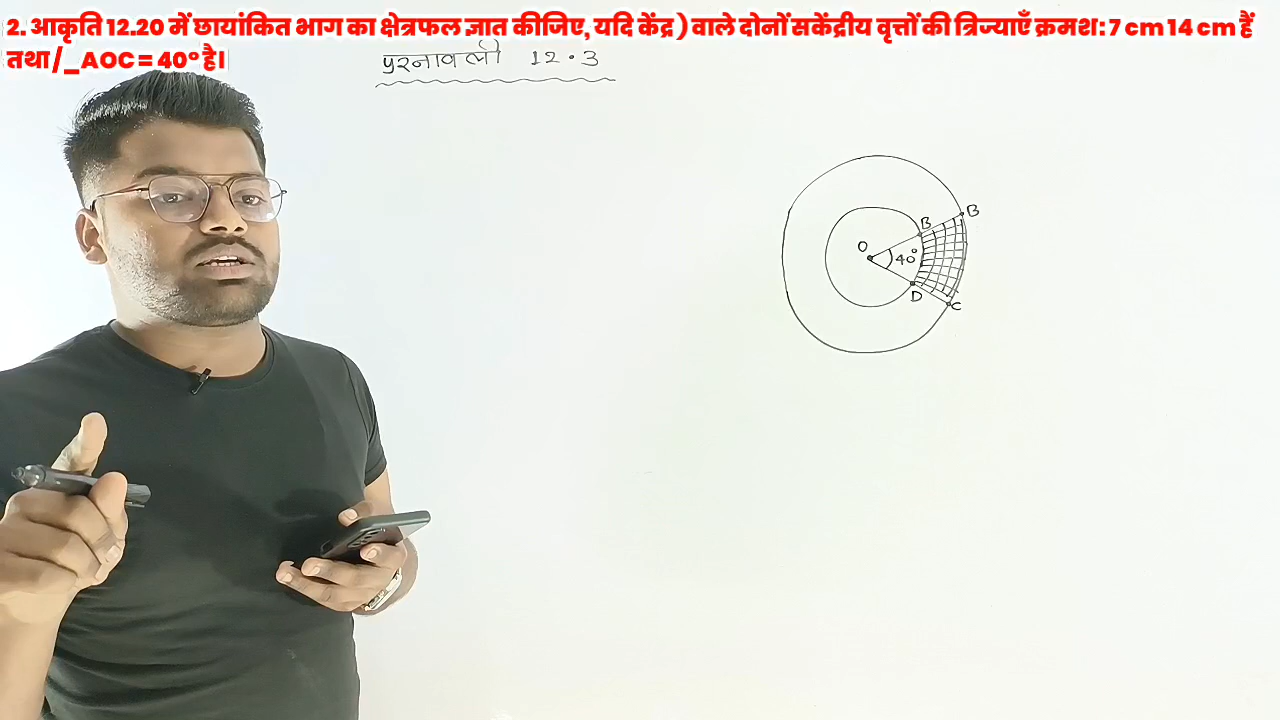 2. आकृति 12.20 में छायांकित भाग का क्षेत्रफल ज्ञात कीजिए, यदि केंद्र ) वाले दोनों सकेंद्रीय वृत्तों की त्रिज्याएँ क्रमश: 7 cm 14 cm हैं
तथा /_ AOC = 40° है।
प्रश्नावली 12.3
B
B
O
40°
D
C